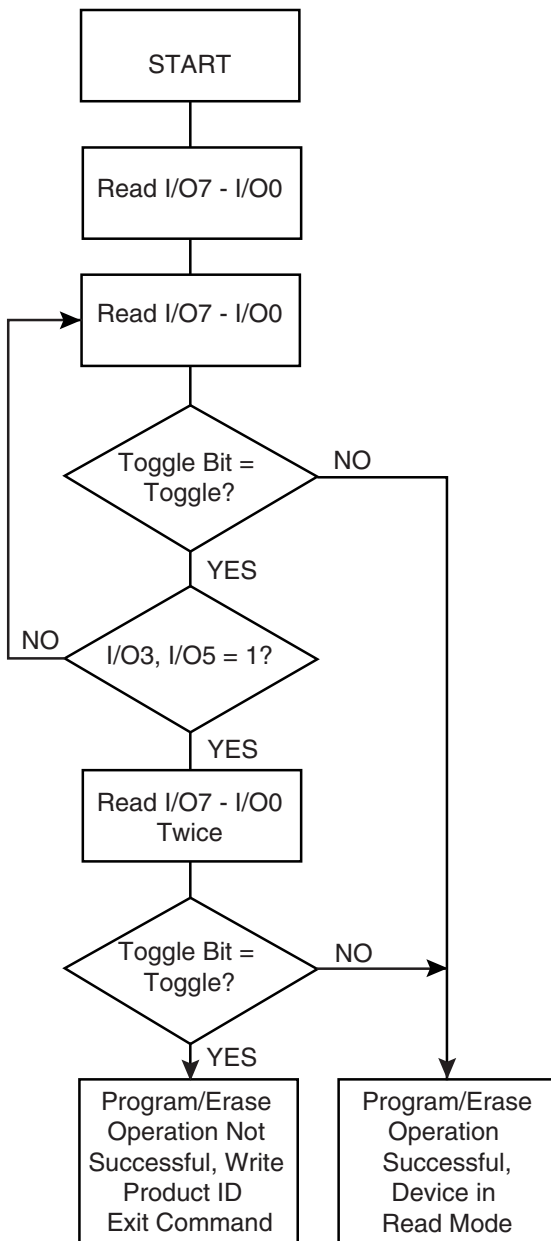 START
Read I/O7 - I/O0
Read I/O7 - I/O0
Toggle Bit =
Toggle?
NO
YES
NO
I/O3, I/O5 = 1?
YES
Read I/O7 - I/O0
Twice
Toggle Bit =
Toggle?
NO
YES
Program/Erase
Operation Not
Successful, Write
Product ID
Exit Command
Program/Erase
Operation
Successful,
Device in
Read Mode